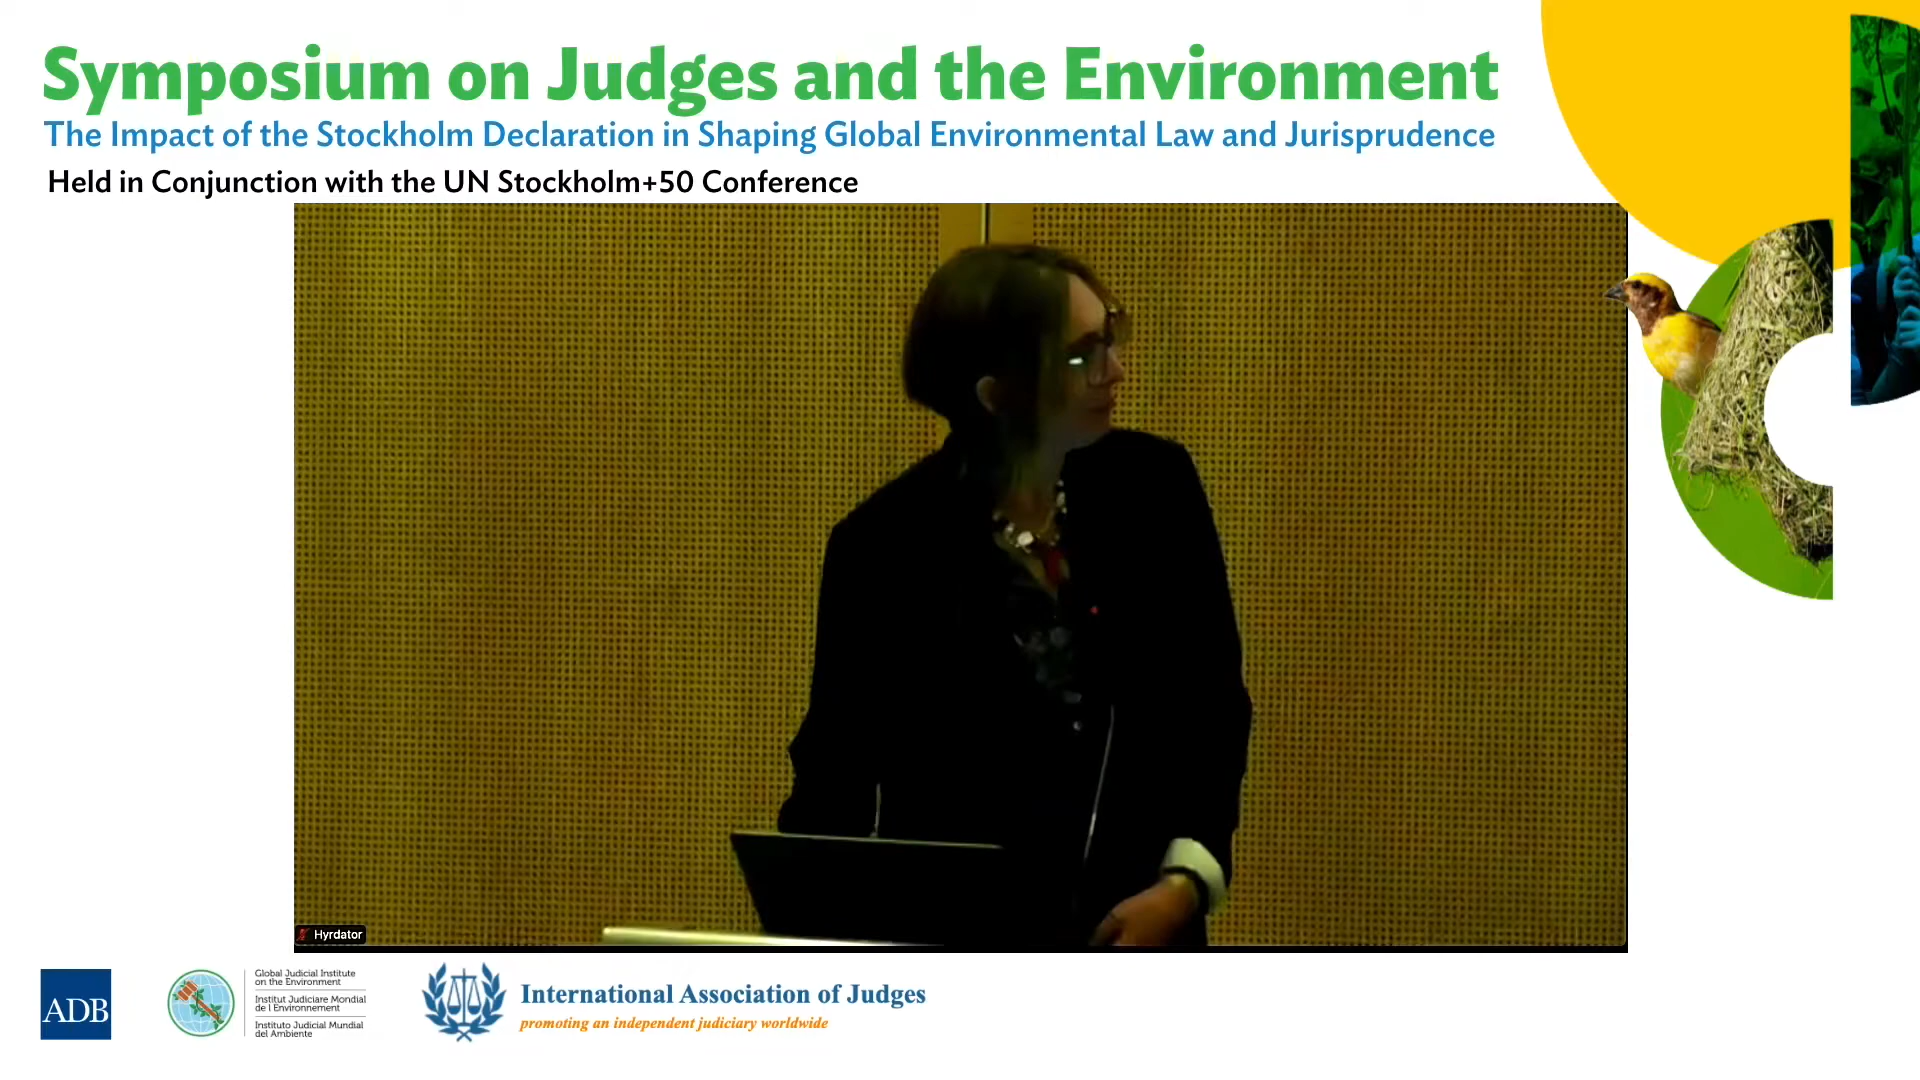 Symposium on Judges and the Environment
The Impact of the Stockholm Declaration in Shaping Global Environmental Law and Jurisprudence
Held in Conjunction with the UN Stockholm+50 Conference
Hyrdator
ADB
Global Judicial Institute
on the Environment
Institut Judiciare Mondial
de l Environnement
Instituto Judicial Mundial
del Ambiente
International Association of Judges
promoting an independent judiciary worldwide